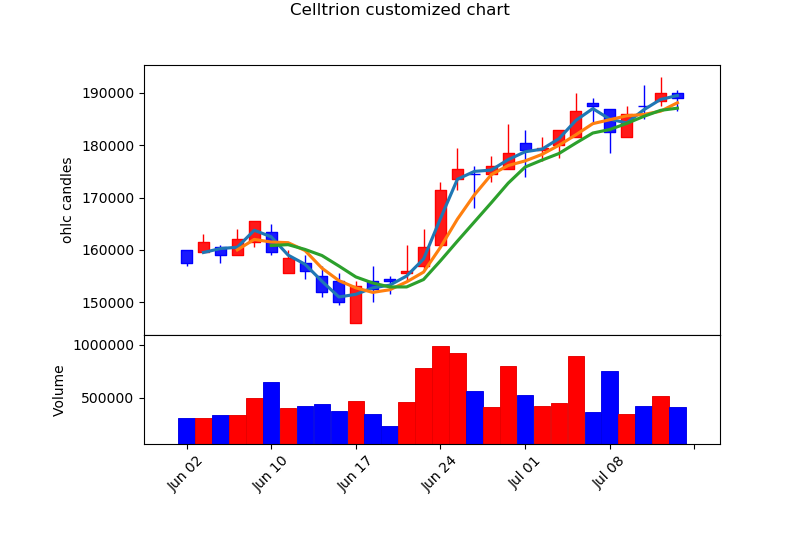 Celltrion customized chart
ohlc candles
190000
180000
170000
160000
150000
Volume
1000000
500000
Jun 02
Jun 10
Jun 17
Jun 24
Jul 01
Jul 08